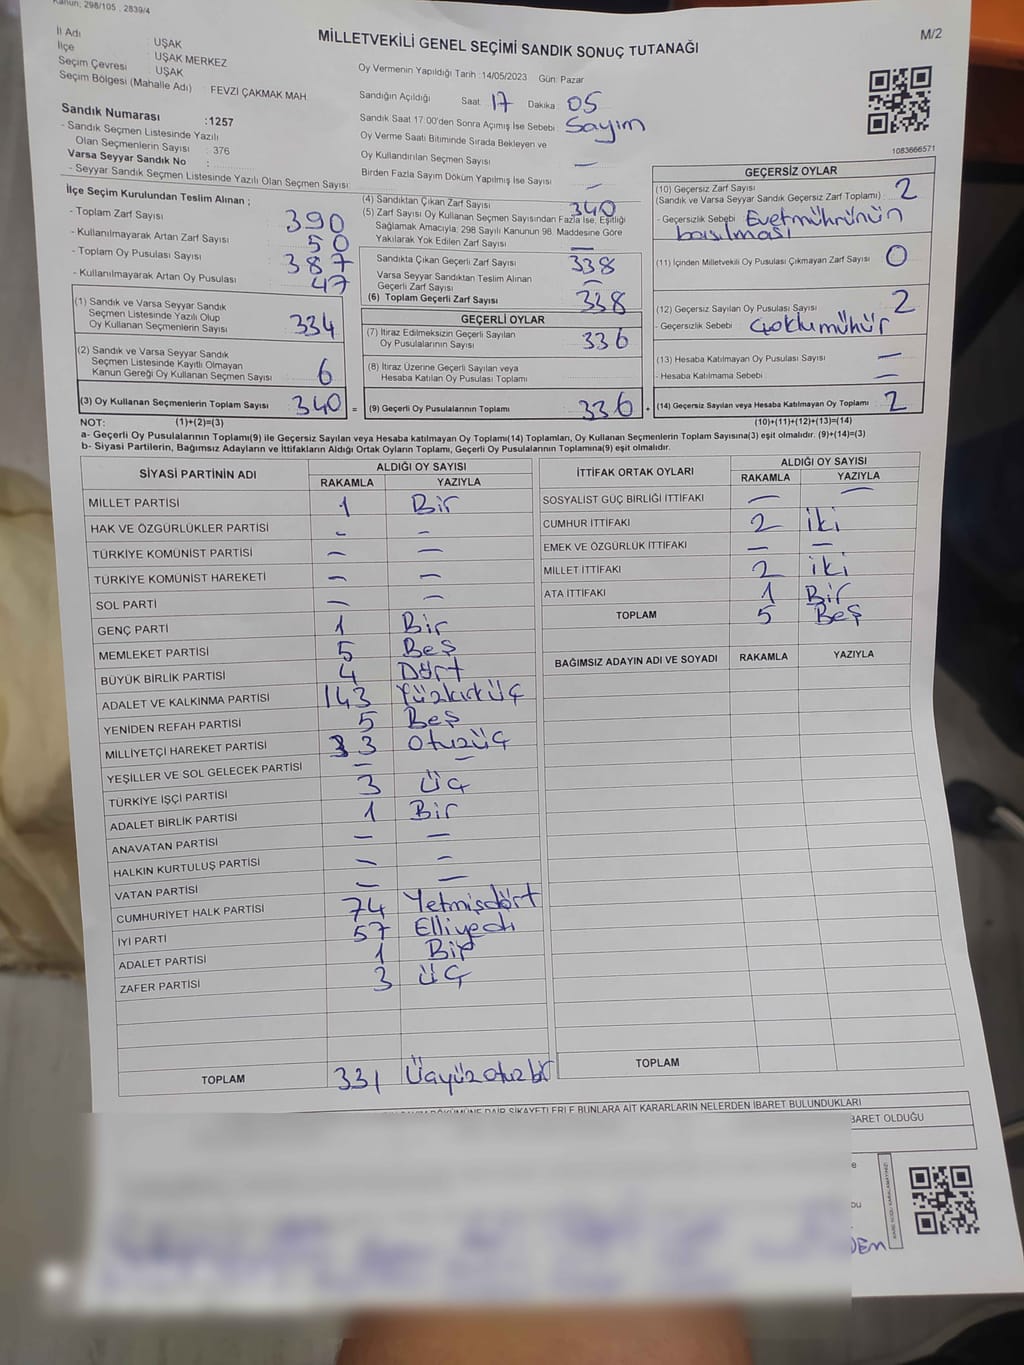 Kanun; 298/105 , 2839/4
M/2
MİLLETVEKİLİ GENEL SEÇİMİ SANDIK SONUÇ TUTANAĞI
İl Adı : UŞAK
İlçe : UŞAK MERKEZ
Seçim Çevresi : UŞAK
Seçim Bölgesi (Mahalle Adı) : FEVZİ ÇAKMAK MAH
Sandık Numarası :1257
- Sandık Seçmen Listesinde Yazılı
Olan Seçmenlerin Sayısı : 376
Varsa Seyyar Sandık No :
- Seyyar Sandık Seçmen Listesinde Yazılı Olan Seçmen Sayısı:
Oy Vermenin Yapıldığı Tarih :14/05/2023 Gün: Pazar
Sandığın Açıldığı Saat : 17 Dakika : 05
Sandık Saat 17:00'den Sonra Açımış İse Sebebi : Sayım
Oy Verme Saati Bitiminde Sırada Bekleyen ve
Oy Kullandırılan Seçmen Sayısı : —
Birden Fazla Sayım Döküm Yapılmış İse Sayısı : —
1083666571
İlçe Seçim Kurulundan Teslim Alınan ;
- Toplam Zarf Sayısı : 390
- Kullanılmayarak Artan Zarf Sayısı : 50
- Toplam Oy Pusulası Sayısı : 387
- Kullanılmayarak Artan Oy Pusulası : 47
(1) Sandık ve Varsa Seyyar Sandık
Seçmen Listesinde Yazılı Olup
Oy Kullanan Seçmenlerin Sayısı : 334
(2) Sandık ve Varsa Seyyar Sandık
Seçmen Listesinde Kayıtlı Olmayan
Kanun Gereği Oy Kullanan Seçmen Sayısı : 6
(3) Oy Kullanan Seçmenlerin Toplam Sayısı : 340
(4) Sandıktan Çıkan Zarf Sayısı : 340
(5) Zarf Sayısı Oy Kullanan Seçmen Sayısından Fazla İse, Eşitliği
Sağlamak Amacıyla; 298 Sayılı Kanunun 98. Maddesine Göre
Yakılarak Yok Edilen Zarf Sayısı : —
Sandıkta Çıkan Geçerli Zarf Sayısı : 338
Varsa Seyyar Sandıktan Teslim Alınan
Geçerli Zarf Sayısı : —
(6) Toplam Geçerli Zarf Sayısı : 338
GEÇERLİ OYLAR
(7) İtiraz Edilmeksizin Geçerli Sayılan
Oy Pusulalarının Sayısı : 336
(8) İtiraz Üzerine Geçerli Sayılan veya
Hesaba Katılan Oy Pusulası Toplamı :
= (9) Geçerli Oy Pusulalarının Toplamı : 336 +
GEÇERSİZ OYLAR
(10) Geçersiz Zarf Sayısı
(Sandık ve Varsa Seyyar Sandık Geçersiz Zarf Toplamı) : 2
- Geçersizlik Sebebi : Evet mührünün
basılması
(11) İçinden Milletvekili Oy Pusulası Çıkmayan Zarf Sayısı : 0
(12) Geçersiz Sayılan Oy Pusulası Sayısı : 2
- Geçersizlik Sebebi : Çoklu mühür
(13) Hesaba Katılmayan Oy Pusulası Sayısı : —
- Hesaba Katılmama Sebebi : —
(14) Geçersiz Sayılan veya Hesaba Katılmayan Oy Toplamı : 2
NOT: (1)+(2)=(3) (10)+(11)+(12)+(13)=(14)
a- Geçerli Oy Pusulalarının Toplamı(9) ile Geçersiz Sayılan veya Hesaba katılmayan Oy Toplamı(14) Toplamları, Oy Kullanan Seçmenlerin Toplam Sayısına(3) eşit olmalıdır. (9)+(14)=(3)
b- Siyasi Partilerin, Bağımsız Adayların ve İttifakların Aldığı Ortak Oyların Toplamı, Geçerli Oy Pusulalarının Toplamına(9) eşit olmalıdır.
SİYASİ PARTİNİN ADI ALDIĞI OY SAYISI
RAKAMLA YAZIYLA
MİLLET PARTİSİ 1 Bir
HAK VE ÖZGÜRLÜKLER PARTİSİ — —
TÜRKİYE KOMÜNİST PARTİSİ — —
TÜRKİYE KOMÜNİST HAREKETİ — —
SOL PARTİ — —
GENÇ PARTİ 1 Bir
MEMLEKET PARTİSİ 5 Beş
BÜYÜK BİRLİK PARTİSİ 4 Dört
ADALET VE KALKINMA PARTİSİ 143 Yüzkırküç
YENİDEN REFAH PARTİSİ 5 Beş
MİLLİYETÇİ HAREKET PARTİSİ 33 otuzüç
YEŞİLLER VE SOL GELECEK PARTİSİ — —
TÜRKİYE İŞÇİ PARTİSİ 3 Üç
ADALET BİRLİK PARTİSİ 1 Bir
ANAVATAN PARTİSİ — —
HALKIN KURTULUŞ PARTİSİ — —
VATAN PARTİSİ — —
CUMHURİYET HALK PARTİSİ 74 Yetmişdört
İYİ PARTİ 57 Elliyedi
ADALET PARTİSİ 1 Bir
ZAFER PARTİSİ 3 Üç
TOPLAM 331 Üçyüzotuzbir
İTTİFAK ORTAK OYLARI ALDIĞI OY SAYISI
RAKAMLA YAZIYLA
SOSYALİST GÜÇ BİRLİĞİ İTTİFAKI — —
CUMHUR İTTİFAKI 2 iki
EMEK VE ÖZGÜRLÜK İTTİFAKI — —
MİLLET İTTİFAKI 2 iki
ATA İTTİFAKI 1 Bir
TOPLAM 5 Beş
BAĞIMSIZ ADAYIN ADI VE SOYADI RAKAMLA YAZIYLA
TOPLAM
DÖKÜMÜNE DAİR ŞİKAYETLERLE BUNLARA AİT KARARLARIN NELERDEN İBARET BULUNDUKLARI
BARET OLDUĞU